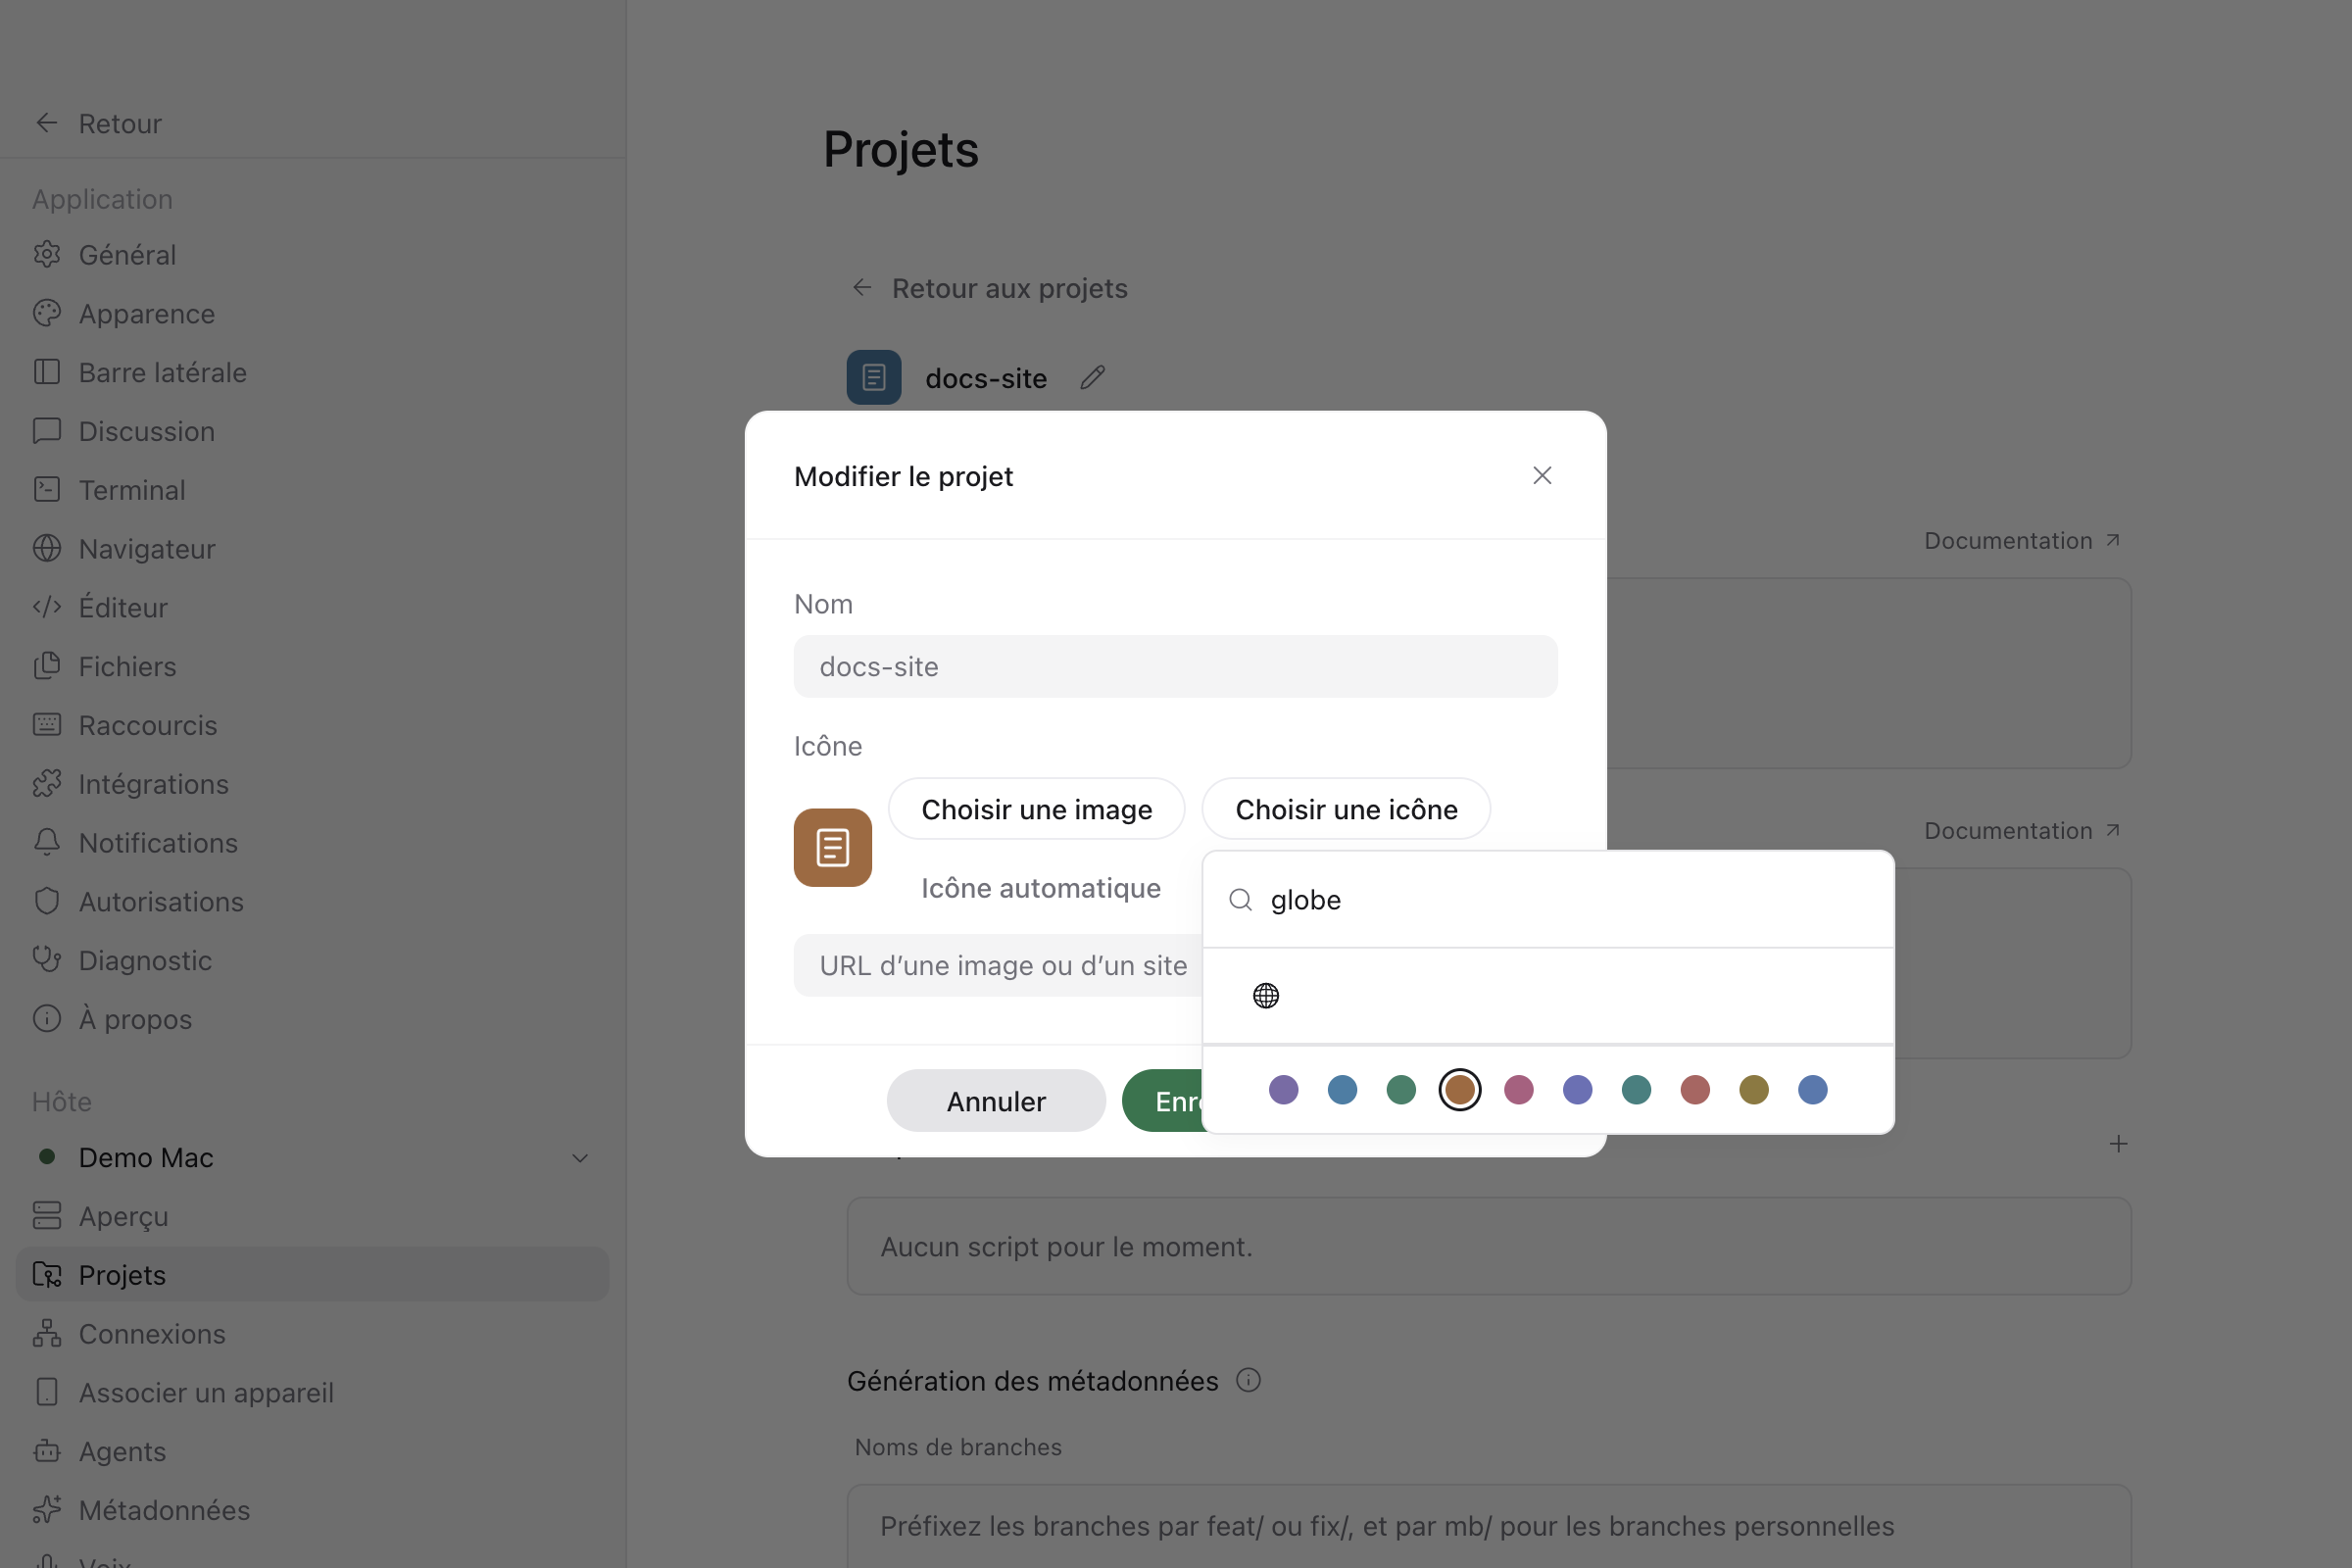 Retour
Application
Général
Apparence
Barre latérale
Discussion
Terminal
Navigateur
Éditeur
Fichiers
Raccourcis
Intégrations
Notifications
Autorisations
Diagnostic
À propos
Hôte
Demo Mac
Aperçu
Projets
Connexions
Associer un appareil
Agents
Métadonnées
Voix
Projets
Retour aux projets
docs-site
Documentation
Documentation
Modifier le projet
Nom
docs-site
Icône
Choisir une image
Choisir une icône
Icône automatique
URL d’une image ou d’un site
globe
Annuler
Aucun script pour le moment.
Génération des métadonnées
Noms de branches
Préfixez les branches par feat/ ou fix/, et par mb/ pour les branches personnelles